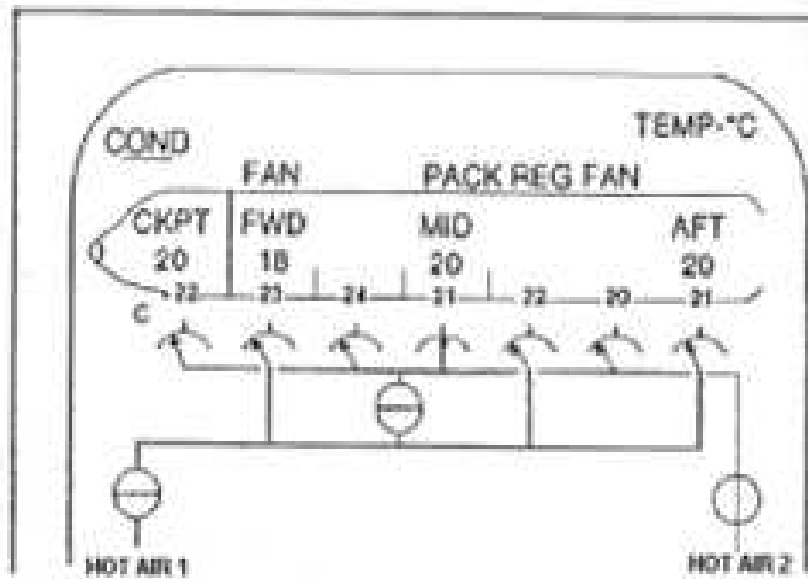 TEMP-°C
COND
FAN PACK REG FAN
CKPT FWD MID AFT
20 18 20 20
22 23 24 21 22 20 21
C
HOT AIR 1 HOT AIR 2